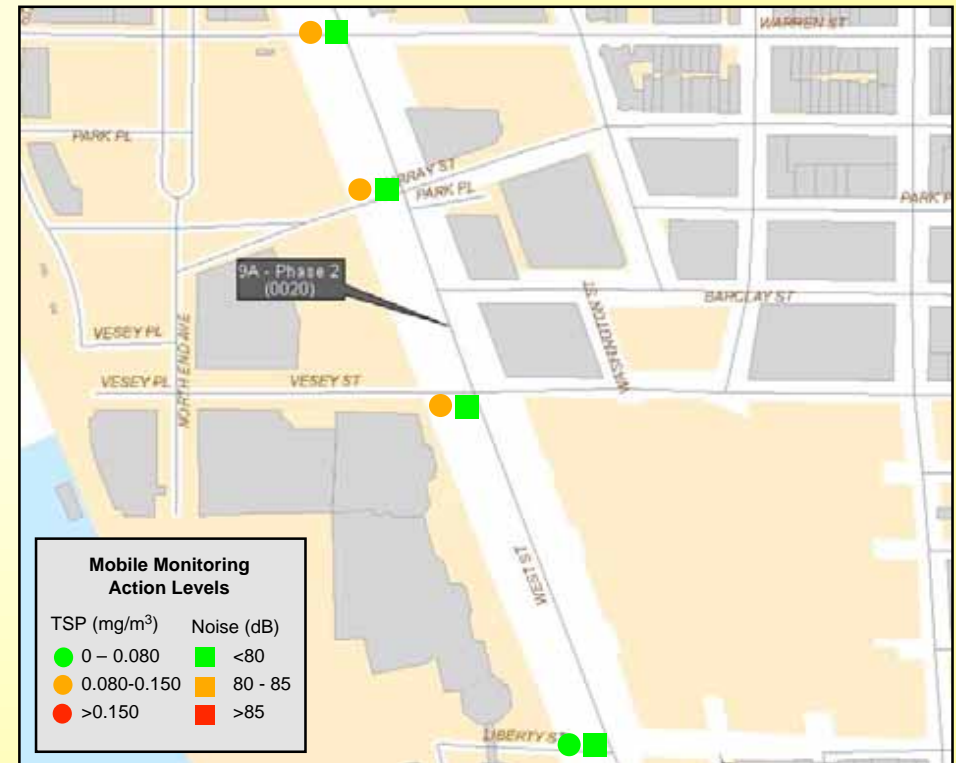 WARREN ST
PARK PL
RRAY ST
PARK PL
PARK P
9A - Phase 2
(0020)
BARCLAY ST
WASHINGTON ST
VESEY PL
NORTH END AVE
VESEY PL
VESEY ST
WEST ST
Mobile Monitoring
Action Levels
TSP (mg/m³) Noise (dB)
0 – 0.080 <80
0.080-0.150 80 - 85
>0.150 >85
LIBERTY ST